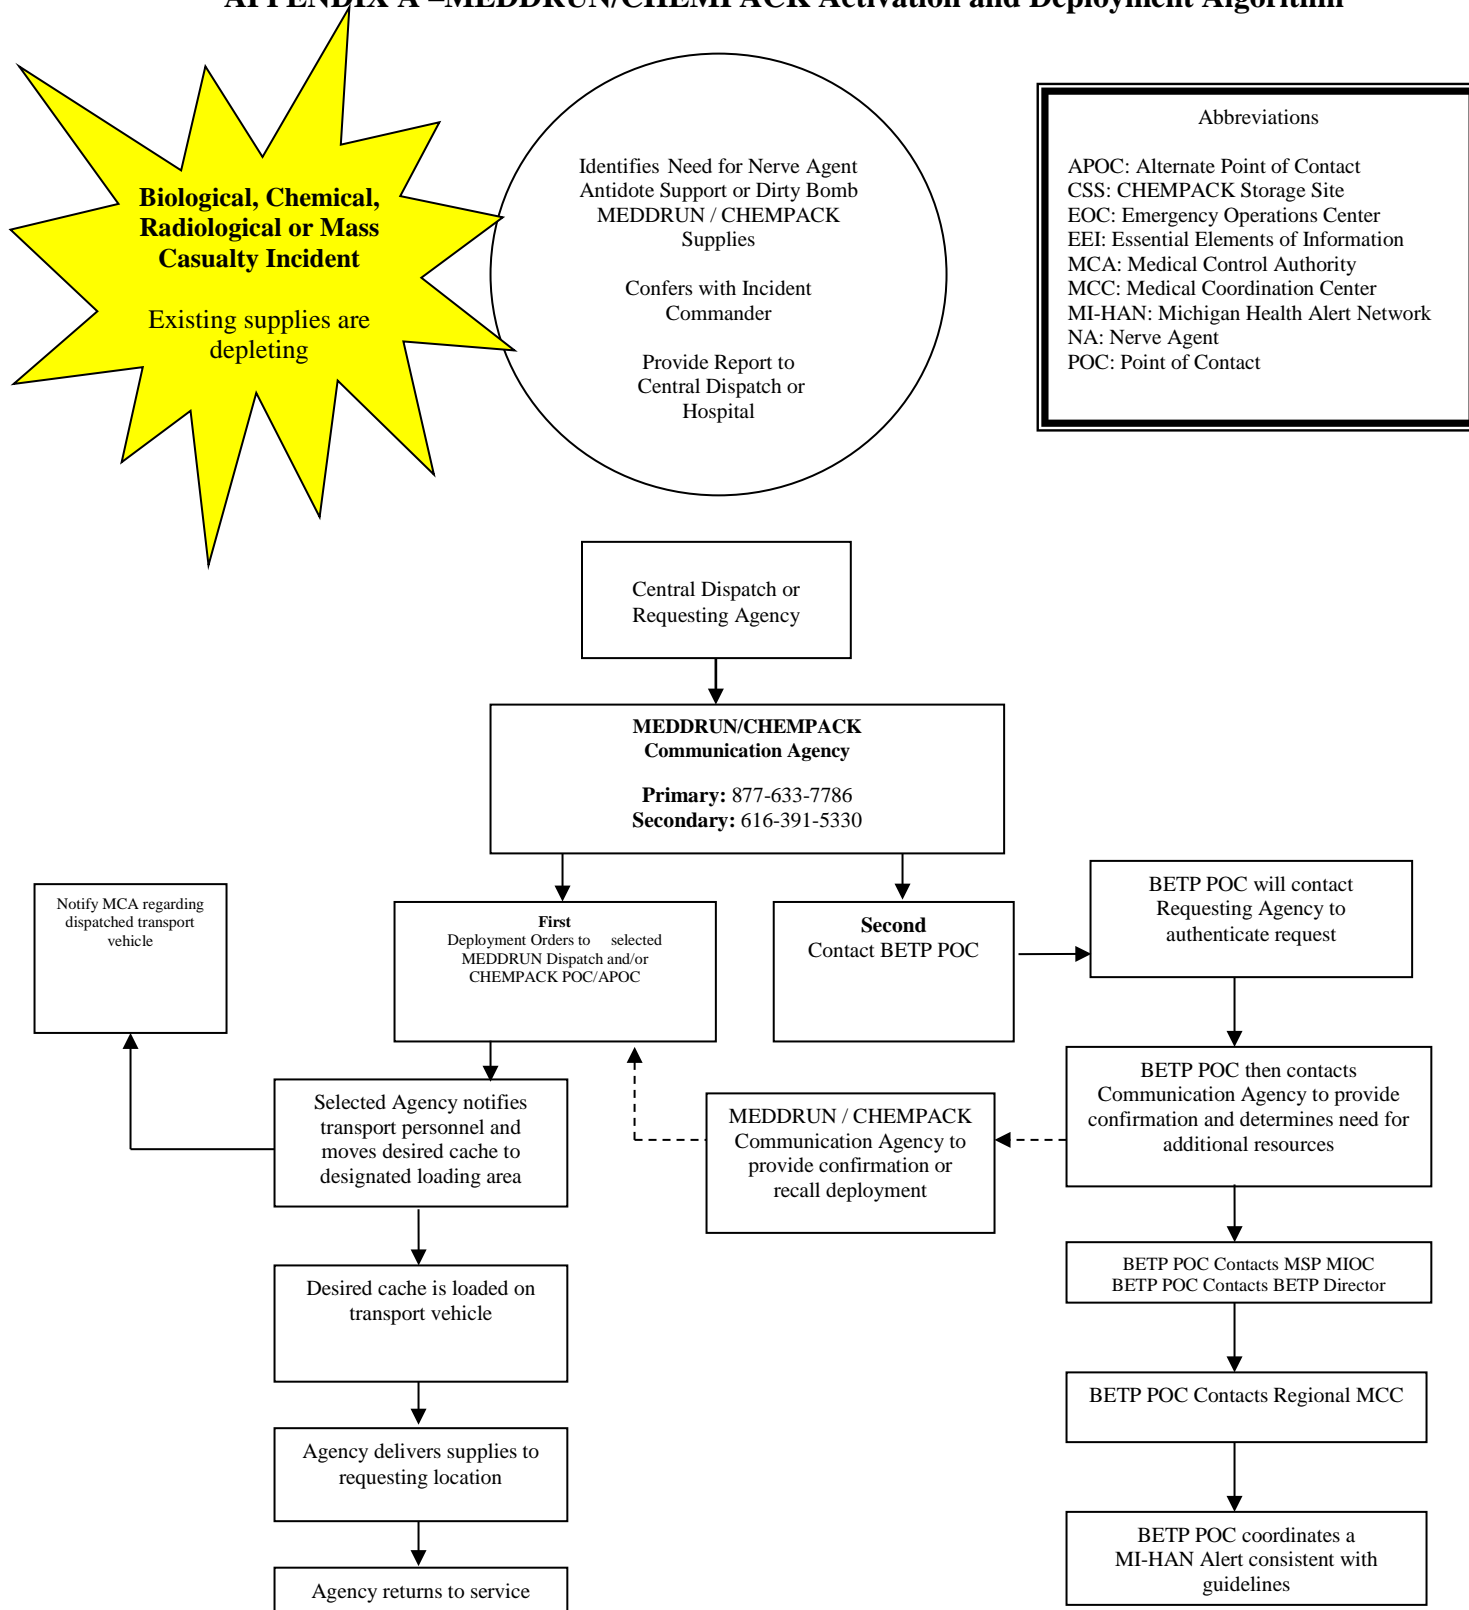 APPENDIX A –MEDDRUN/CHEMPACK Activation and Deployment Algorithm
Biological, Chemical,
Radiological or Mass
Casualty Incident
Existing supplies are
depleting
Identifies Need for Nerve Agent
Antidote Support or Dirty Bomb
MEDDRUN / CHEMPACK
Supplies
Confers with Incident
Commander
Provide Report to
Central Dispatch or
Hospital
Abbreviations
APOC: Alternate Point of Contact
CSS: CHEMPACK Storage Site
EOC: Emergency Operations Center
EEI: Essential Elements of Information
MCA: Medical Control Authority
MCC: Medical Coordination Center
MI-HAN: Michigan Health Alert Network
NA: Nerve Agent
POC: Point of Contact
Central Dispatch or
Requesting Agency
MEDDRUN/CHEMPACK
Communication Agency
Primary: 877-633-7786
Secondary: 616-391-5330
Notify MCA regarding
dispatched transport
vehicle
First
Deployment Orders to selected
MEDDRUN Dispatch and/or
CHEMPACK POC/APOC
Second
Contact BETP POC
BETP POC will contact
Requesting Agency to
authenticate request
Selected Agency notifies
transport personnel and
moves desired cache to
designated loading area
MEDDRUN / CHEMPACK
Communication Agency to
provide confirmation or
recall deployment
BETP POC then contacts
Communication Agency to provide
confirmation and determines need for
additional resources
Desired cache is loaded on
transport vehicle
BETP POC Contacts MSP MIOC
BETP POC Contacts BETP Director
BETP POC Contacts Regional MCC
Agency delivers supplies to
requesting location
BETP POC coordinates a
MI-HAN Alert consistent with
guidelines
Agency returns to service